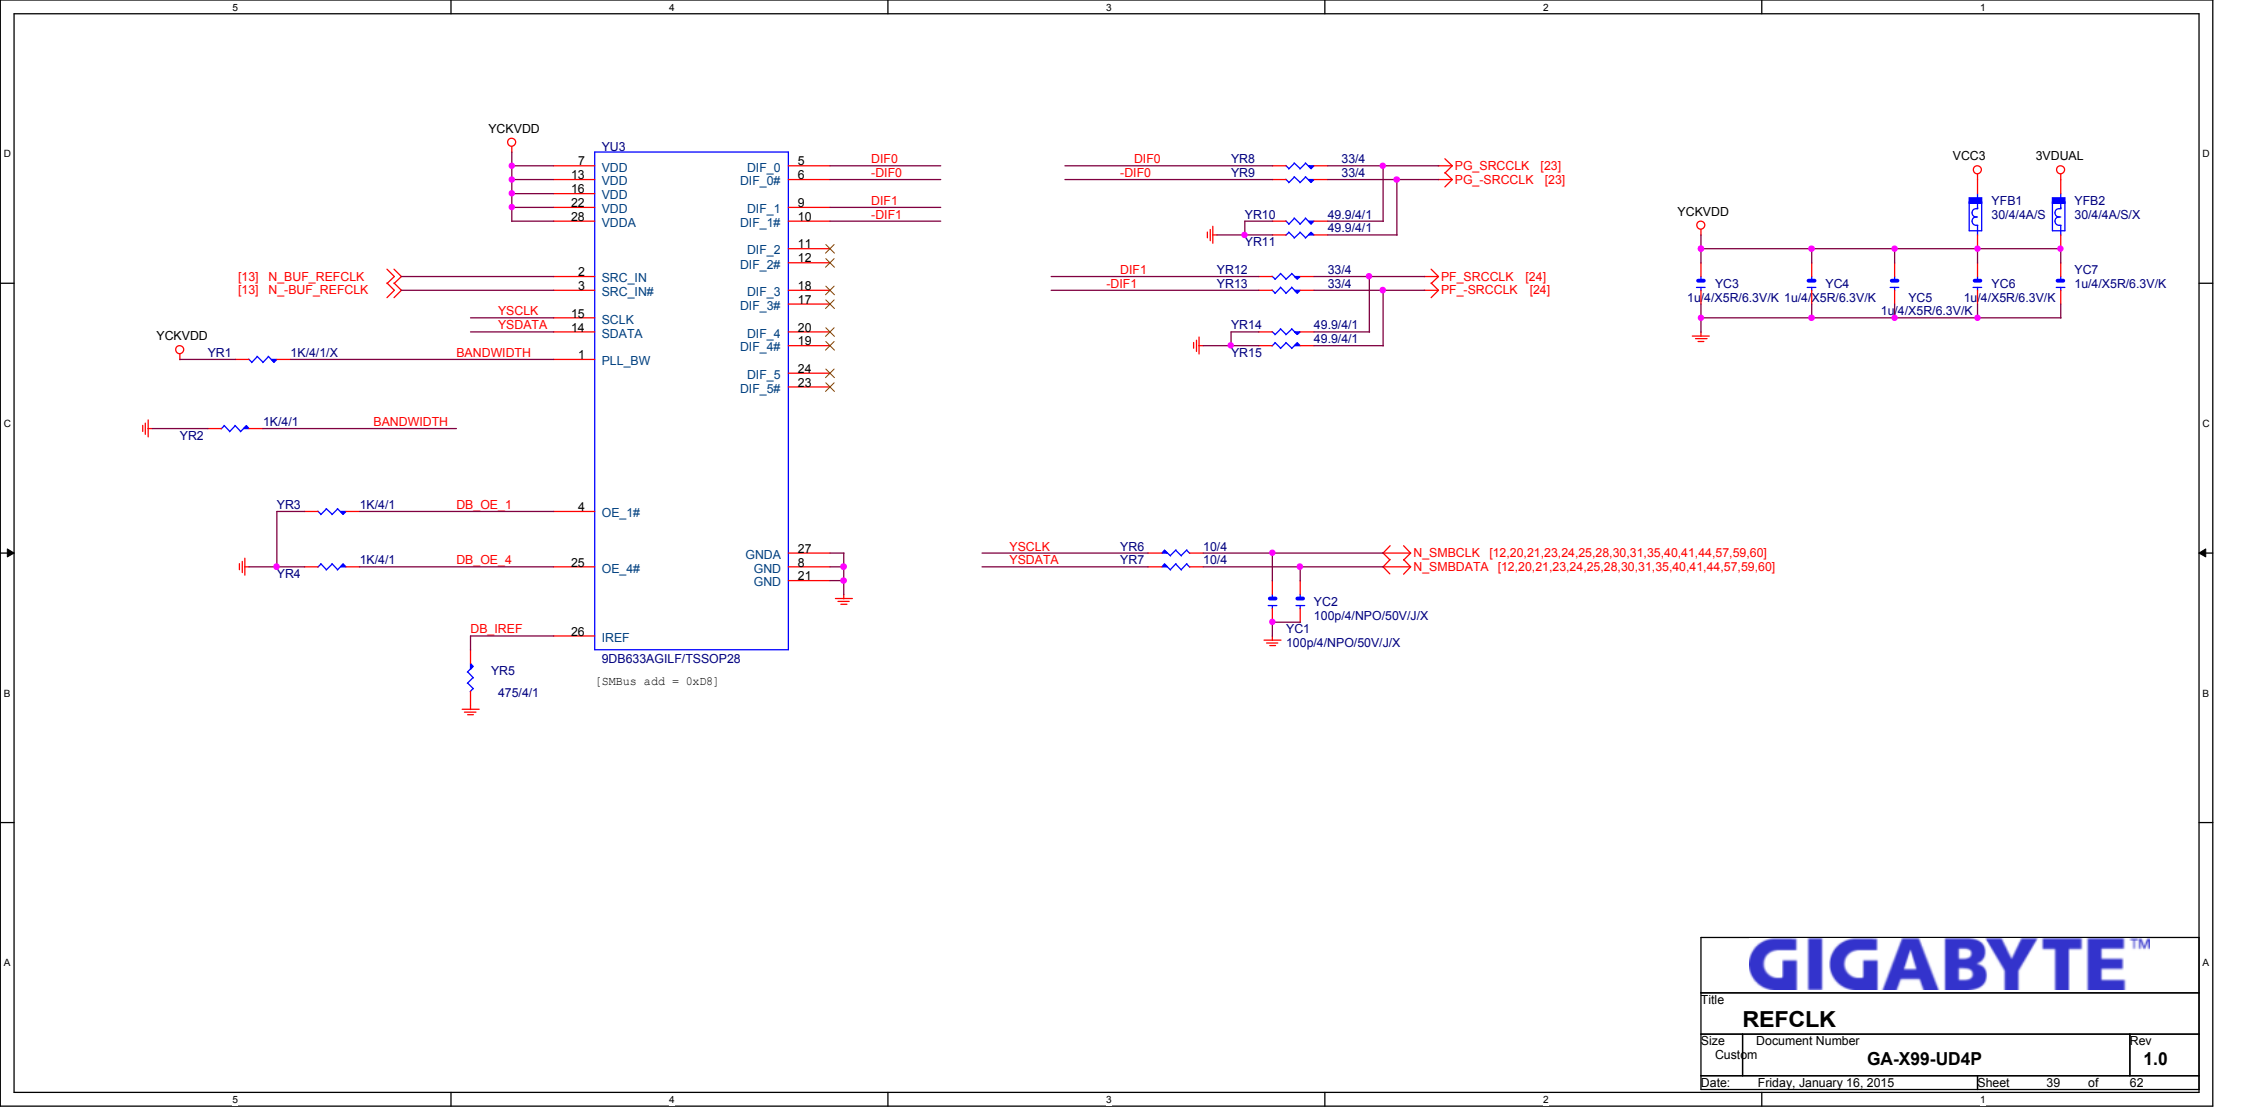 5 4 3 2 1
D
D
C
C
B
B
A
A
YCKVDD
YU3
7 VDD
13 VDD
16 VDD
22 VDD
28 VDDA
[13] N_BUF_REFCLK 2 SRC_IN
[13] N_-BUF_REFCLK 3 SRC_IN#
YSCLK 15 SCLK
YSDATA 14 SDATA
YCKVDD
YR1 1K/4/1/X BANDWIDTH 1 PLL_BW
YR2 1K/4/1 BANDWIDTH
YR3 1K/4/1 DB_OE_1 4 OE_1#
YR4 1K/4/1 DB_OE_4 25 OE_4#
DB_IREF 26 IREF
YR5
475/4/1
9DB633AGILF/TSSOP28
[SMBus add = 0xD8]
DIF_0 5 DIF0
DIF_0# 6 -DIF0
DIF_1 9 DIF1
DIF_1# 10 -DIF1
DIF_2 11
DIF_2# 12
DIF_3 18
DIF_3# 17
DIF_4 20
DIF_4# 19
DIF_5 24
DIF_5# 23
GNDA 27
GND 8
GND 21
DIF0 YR8 33/4 PG_SRCCLK [23]
-DIF0 YR9 33/4 PG_-SRCCLK [23]
YR10 49.9/4/1
YR11 49.9/4/1
DIF1 YR12 33/4 PF_SRCCLK [24]
-DIF1 YR13 33/4 PF_-SRCCLK [24]
YR14 49.9/4/1
YR15 49.9/4/1
YSCLK YR6 10/4 N_SMBCLK [12,20,21,23,24,25,28,30,31,35,40,41,44,57,59,60]
YSDATA YR7 10/4 N_SMBDATA [12,20,21,23,24,25,28,30,31,35,40,41,44,57,59,60]
YC2
100p/4/NPO/50V/J/X
YC1
100p/4/NPO/50V/J/X
VCC3 3VDUAL
YFB1 YFB2
30/4/4A/S 30/4/4A/S/X
YCKVDD
YC3 YC4 YC5 YC6 YC7
1u/4/X5R/6.3V/K 1u/4/X5R/6.3V/K 1u/4/X5R/6.3V/K 1u/4/X5R/6.3V/K 1u/4/X5R/6.3V/K
GIGABYTE™
Title
REFCLK
Size Document Number Rev
Custom GA-X99-UD4P 1.0
Date: Friday, January 16, 2015 Sheet 39 of 62
5 4 3 2 1